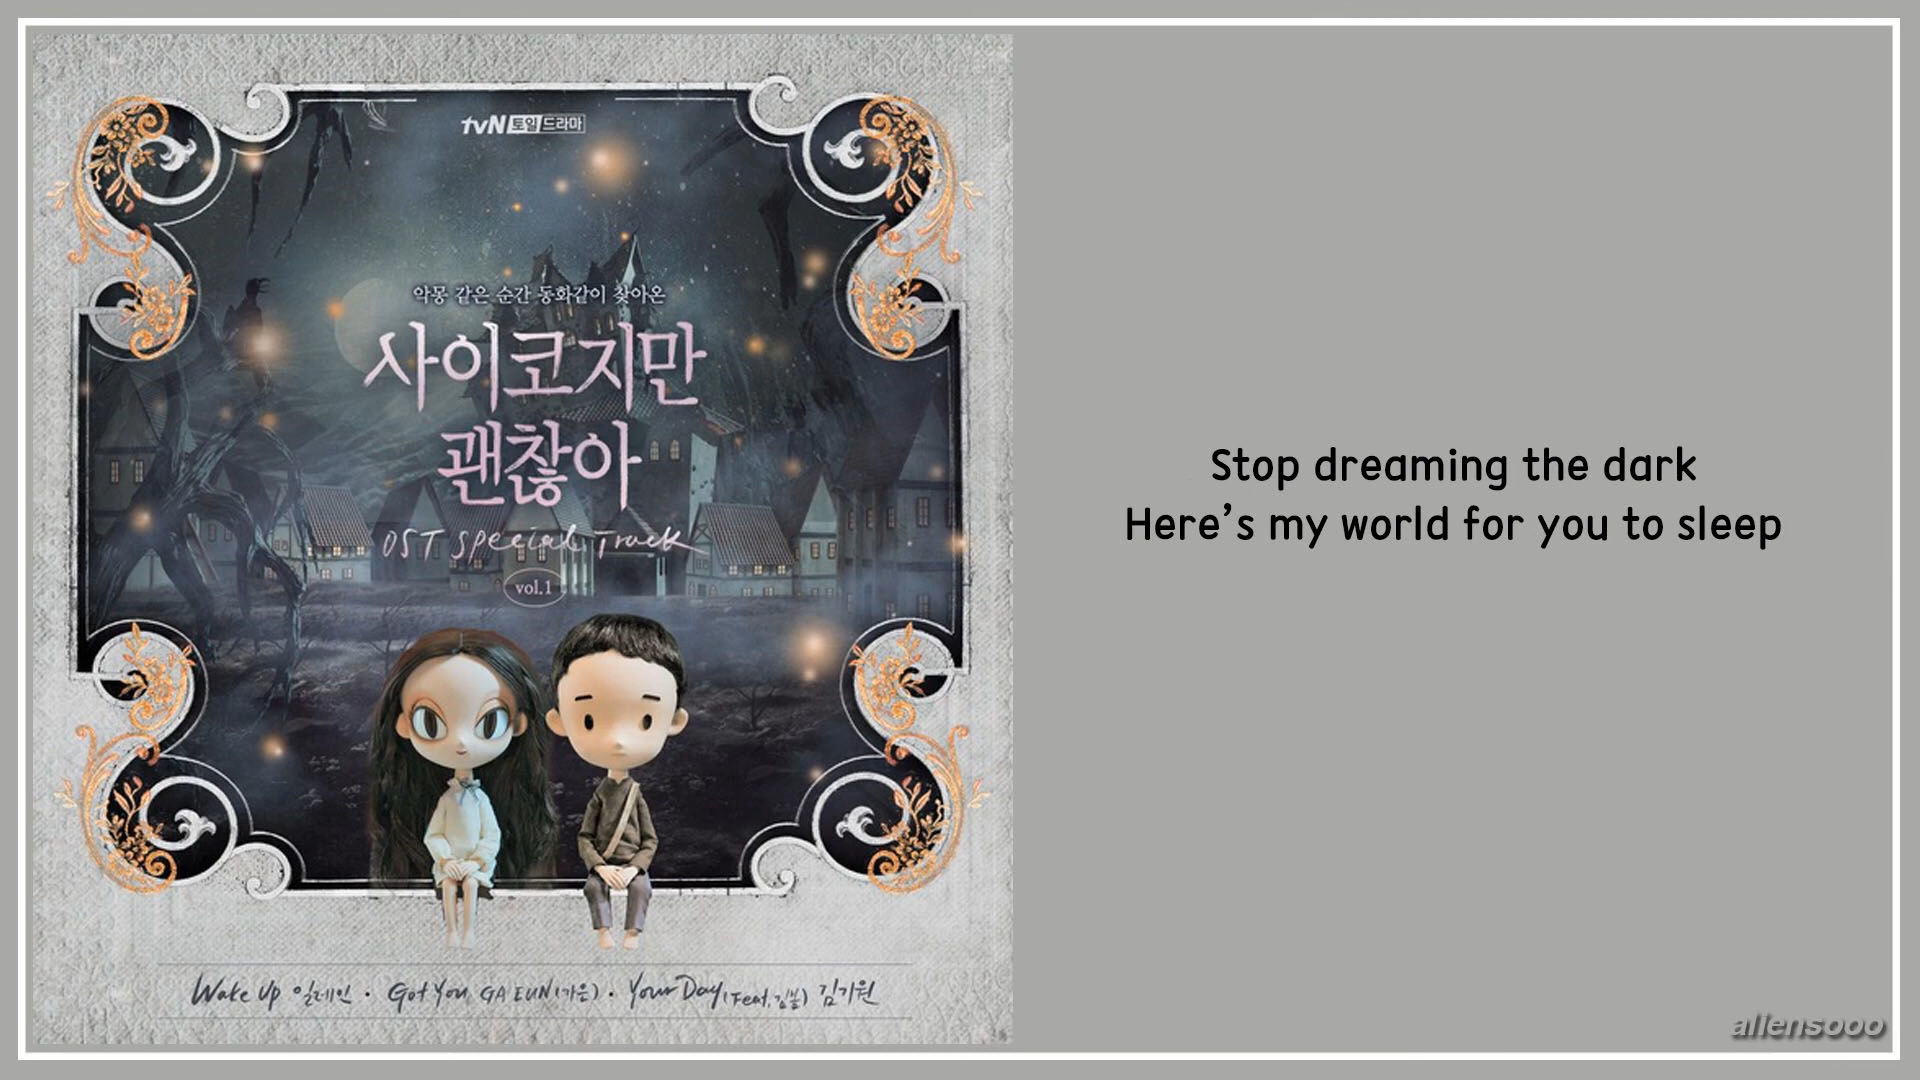 tvN 토일드라마
악몽 같은 순간 동화같이 찾아온
사이코지만
괜찮아
OST Special Track
vol.1
Wake Up 일레인 · Got You GA EUN(가은) · Your Day(Feat. 김봄) 김기원
Stop dreaming the dark
Here's my world for you to sleep
allensooo